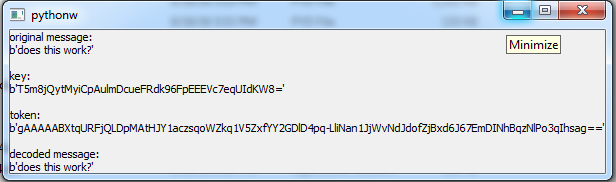 pythonw
Minimize
original message:
b'does this work?'
key:
b'T5m8jQytMyiCpAulmDcueFRdk96FpEEEVc7eqUIdKW8='
token:
b'gAAAAABXtqURFjQLDpMAtHJY1aczsqoWZkq1V5ZxfYY2GDlD4pq-LliNan1JjWvNdJdofZjBxd6J67EmDINhBqzNlPo3qIhsag=='
decoded message:
b'does this work?'